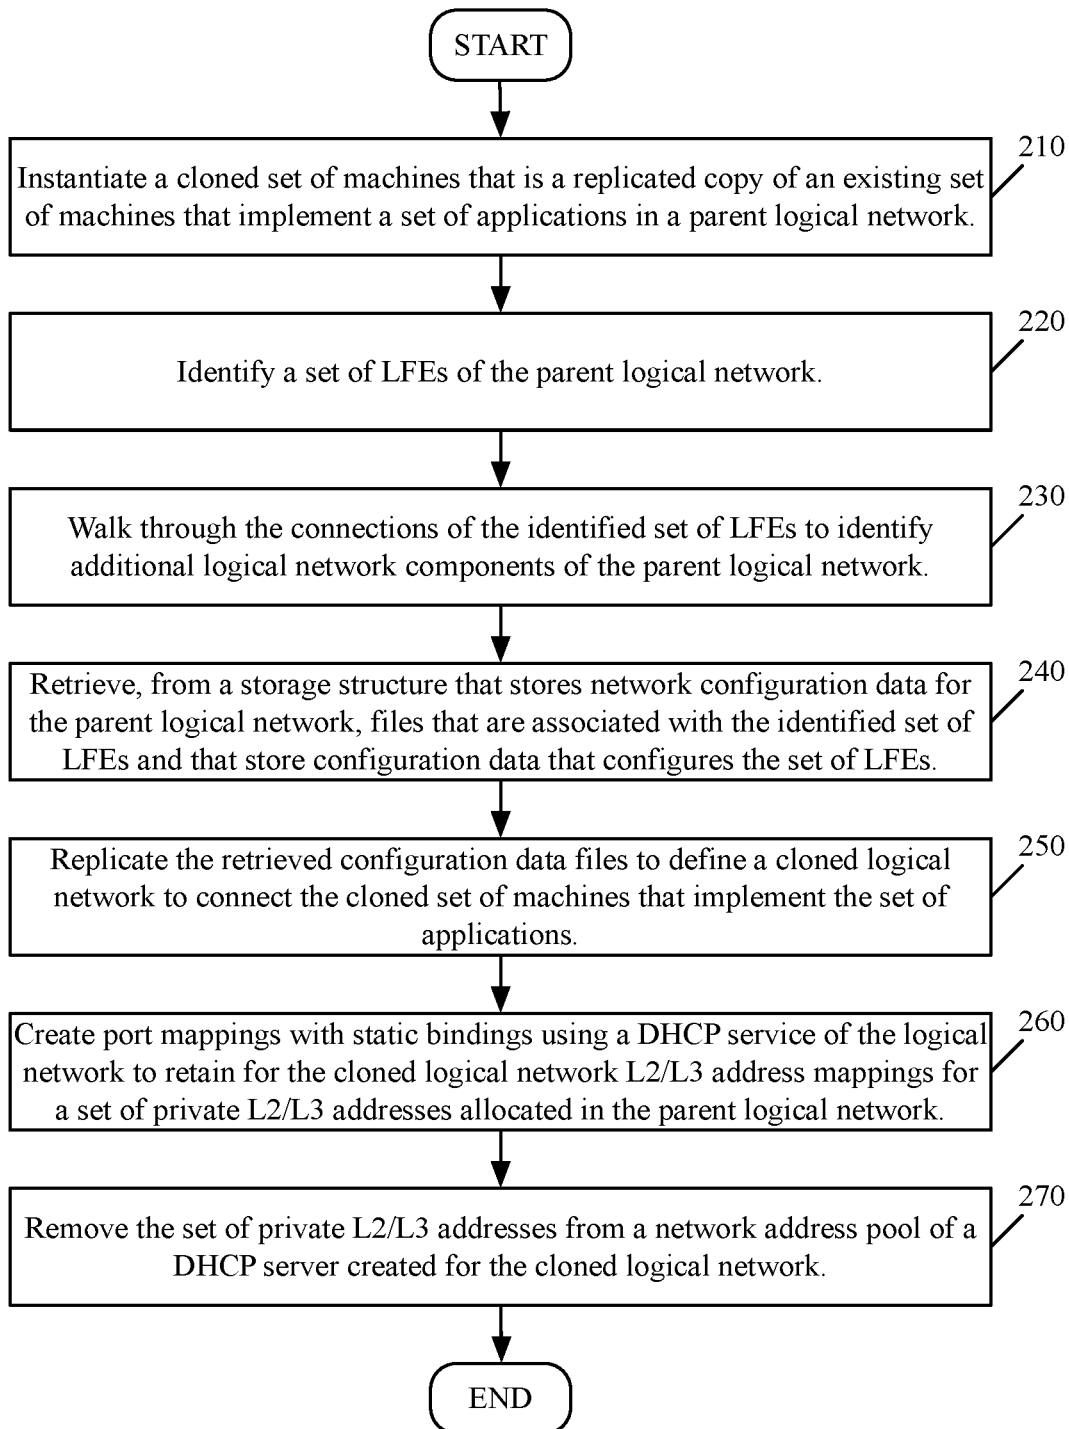 START
210
Instantiate a cloned set of machines that is a replicated copy of an existing set
of machines that implement a set of applications in a parent logical network.
220
Identify a set of LFEs of the parent logical network.
230
Walk through the connections of the identified set of LFEs to identify
additional logical network components of the parent logical network.
240
Retrieve, from a storage structure that stores network configuration data for
the parent logical network, files that are associated with the identified set of
LFEs and that store configuration data that configures the set of LFEs.
250
Replicate the retrieved configuration data files to define a cloned logical
network to connect the cloned set of machines that implement the set of
applications.
260
Create port mappings with static bindings using a DHCP service of the logical
network to retain for the cloned logical network L2/L3 address mappings for
a set of private L2/L3 addresses allocated in the parent logical network.
270
Remove the set of private L2/L3 addresses from a network address pool of a
DHCP server created for the cloned logical network.
END